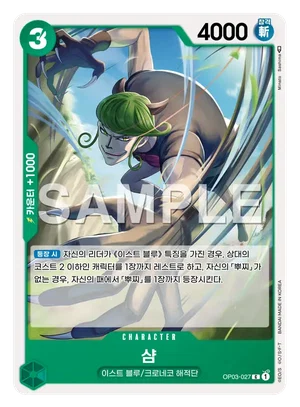 3
4000
참격
斬
카운터 +1000
SAMPLE
등장 시 자신의 리더가 《이스트 블루》 특징을 가진 경우, 상대의
코스트 2 이하인 캐릭터를 1장까지 레스트로 하고, 자신의 「뿌찌」가
없는 경우, 자신의 패에서 「뿌찌」를 1장까지 등장시킨다.
CHARACTER
샴
이스트 블루/크로네코 해적단
OP03-027 C 1
BANDAI MADE IN KOREA